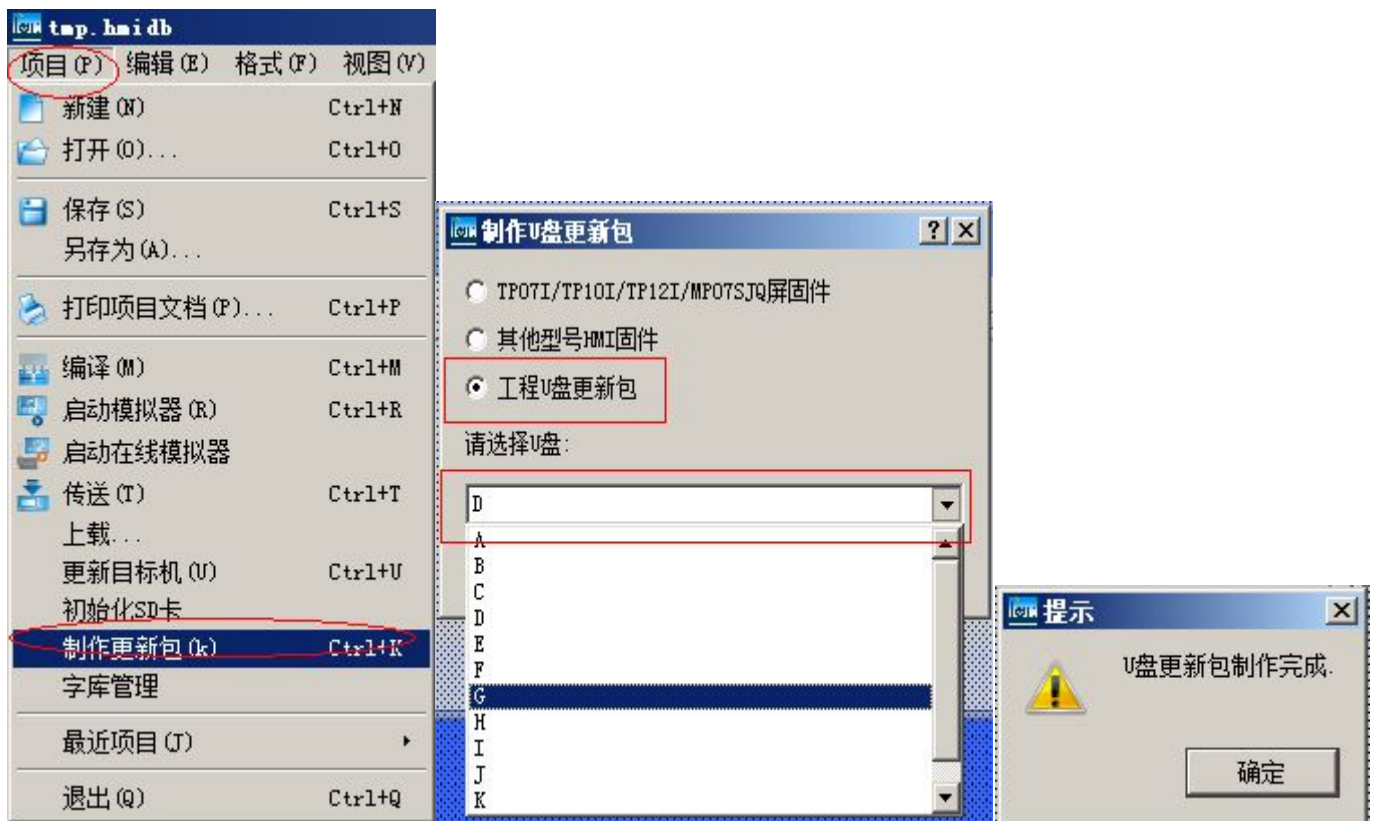 tmp.hmidb
项目(P) 编辑(E) 格式(F) 视图(V)
新建(N) Ctrl+N
打开(O)... Ctrl+O
保存(S) Ctrl+S
另存为(A)...
打印项目文档(P)... Ctrl+P
编译(M) Ctrl+M
启动模拟器(R) Ctrl+R
启动在线模拟器
传送(T) Ctrl+T
上载...
更新目标机(U) Ctrl+U
初始化SD卡
制作更新包(k) Ctrl+K
字库管理
最近项目(J)
退出(Q) Ctrl+Q
制作U盘更新包
TP07I/TP10I/TP12I/MP07SJQ屏固件
其他型号HMI固件
工程U盘更新包
请选择U盘:
D
A
B
C
D
E
F
G
H
I
J
K
提示
U盘更新包制作完成.
确定